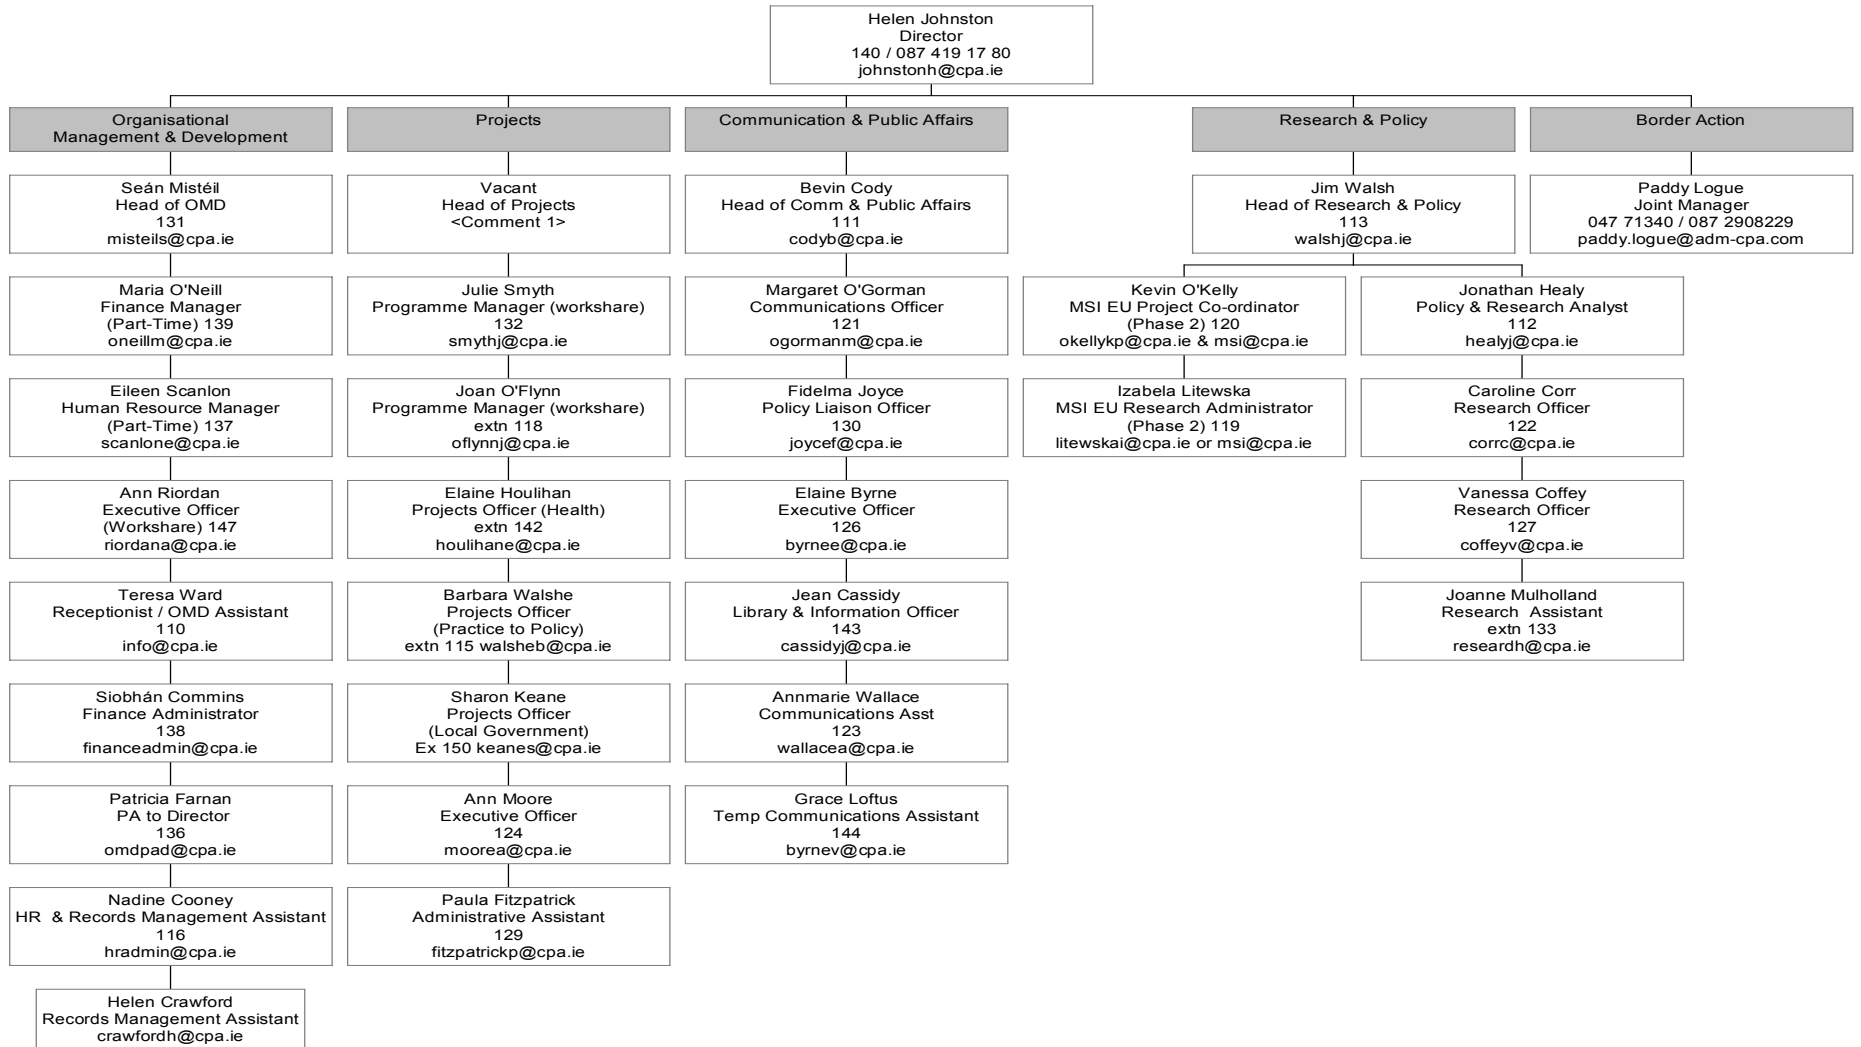 Helen Johnston
Director
140 / 087 419 17 80
johnstonh@cpa.ie
Organisational
Management & Development
Seán Mistéil
Head of OMD
131
misteils@cpa.ie
Maria O'Neill
Finance Manager
(Part-Time) 139
oneillm@cpa.ie
Eileen Scanlon
Human Resource Manager
(Part-Time) 137
scanlone@cpa.ie
Ann Riordan
Executive Officer
(Workshare) 147
riordana@cpa.ie
Teresa Ward
Receptionist / OMD Assistant
110
info@cpa.ie
Siobhán Commins
Finance Administrator
138
financeadmin@cpa.ie
Patricia Farnan
PA to Director
136
omdpad@cpa.ie
Nadine Cooney
HR & Records Management Assistant
116
hradmin@cpa.ie
Helen Crawford
Records Management Assistant
crawfordh@cpa.ie
Projects
Vacant
Head of Projects
<Comment 1>
Julie Smyth
Programme Manager (workshare)
132
smythj@cpa.ie
Joan O'Flynn
Programme Manager (workshare)
extn 118
oflynnj@cpa.ie
Elaine Houlihan
Projects Officer (Health)
extn 142
houlihane@cpa.ie
Barbara Walshe
Projects Officer
(Practice to Policy)
extn 115 walsheb@cpa.ie
Sharon Keane
Projects Officer
(Local Government)
Ex 150 keanes@cpa.ie
Ann Moore
Executive Officer
124
moorea@cpa.ie
Paula Fitzpatrick
Administrative Assistant
129
fitzpatrickp@cpa.ie
Communication & Public Affairs
Bevin Cody
Head of Comm & Public Affairs
111
codyb@cpa.ie
Margaret O'Gorman
Communications Officer
121
ogormanm@cpa.ie
Fidelma Joyce
Policy Liaison Officer
130
joycef@cpa.ie
Elaine Byrne
Executive Officer
126
byrnee@cpa.ie
Jean Cassidy
Library & Information Officer
143
cassidyj@cpa.ie
Annmarie Wallace
Communications Asst
123
wallacea@cpa.ie
Grace Loftus
Temp Communications Assistant
144
byrnev@cpa.ie
Research & Policy
Jim Walsh
Head of Research & Policy
113
walshj@cpa.ie
Kevin O'Kelly
MSI EU Project Co-ordinator
(Phase 2) 120
okellykp@cpa.ie & msi@cpa.ie
Izabela Litewska
MSI EU Research Administrator
(Phase 2) 119
litewskai@cpa.ie or msi@cpa.ie
Jonathan Healy
Policy & Research Analyst
112
healyj@cpa.ie
Caroline Corr
Research Officer
122
corrc@cpa.ie
Vanessa Coffey
Research Officer
127
coffeyv@cpa.ie
Joanne Mulholland
Research Assistant
extn 133
researdh@cpa.ie
Border Action
Paddy Logue
Joint Manager
047 71340 / 087 2908229
paddy.logue@adm-cpa.com